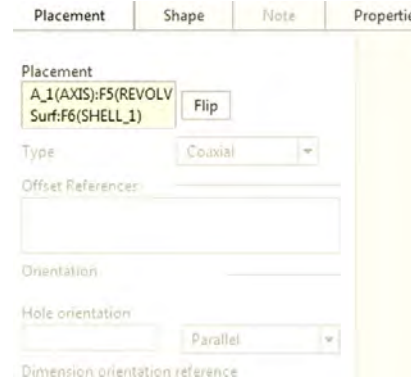 Placement Shape Note Propertie
Placement
A_1(AXIS):F5(REVOLV
Surf:F6(SHELL_1)
Flip
Type Coaxial
Offset References
Orientation
Hole orientation
Parallel
Dimension orientation reference